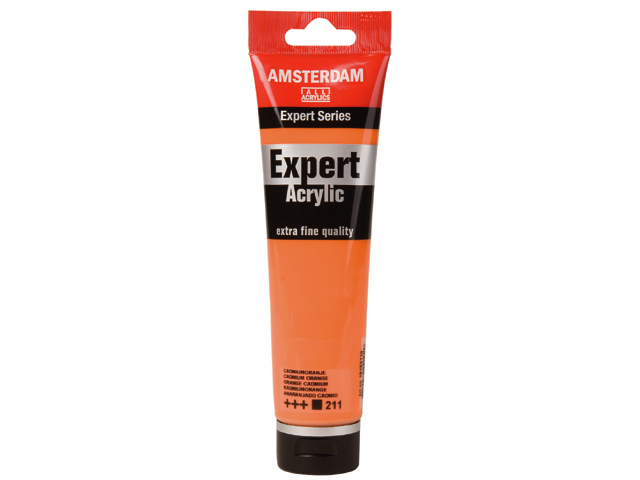 AMSTERDAM
ALL
ACRYLICS
Expert Series
Expert
Acrylic
extra fine quality
CADMIUMORANJE
CADMIUM ORANGE
ORANGE CADMIUM
KADMIUMORANGE
ANARANJADO CADMIO
+++ ■ 211